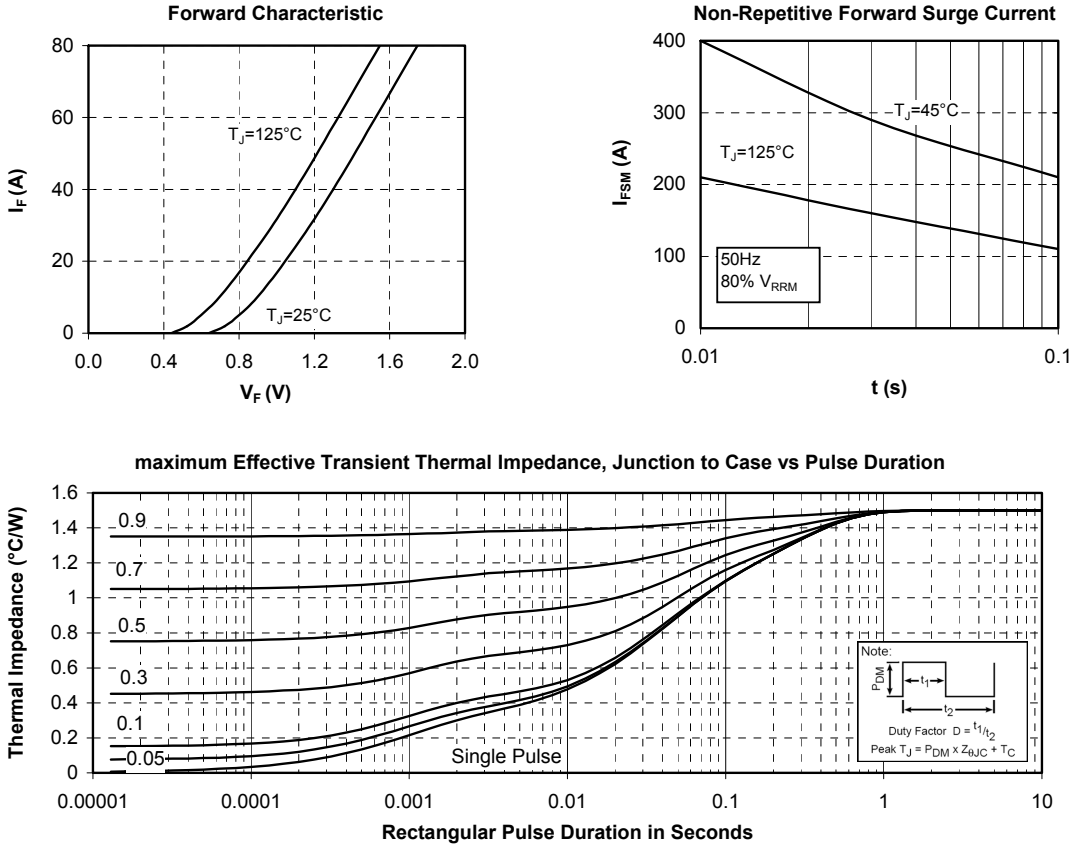 Forward Characteristic
80
60
40
20
0
I_F (A)
T_J=125°C
T_J=25°C
0.0 0.4 0.8 1.2 1.6 2.0
V_F (V)
Non-Repetitive Forward Surge Current
400
300
200
100
0
I_FSM (A)
T_J=45°C
T_J=125°C
50Hz
80% V_RRM
0.01 0.1
t (s)
maximum Effective Transient Thermal Impedance, Junction to Case vs Pulse Duration
1.6
1.4
1.2
1
0.8
0.6
0.4
0.2
0
Thermal Impedance (°C/W)
0.9
0.7
0.5
0.3
0.1
0.05
Single Pulse
Note:
P_DM
t_1
t_2
Duty Factor D = t_1/t_2
Peak T_J = P_DM x Z_θJC + T_C
0.00001 0.0001 0.001 0.01 0.1 1 10
Rectangular Pulse Duration in Seconds